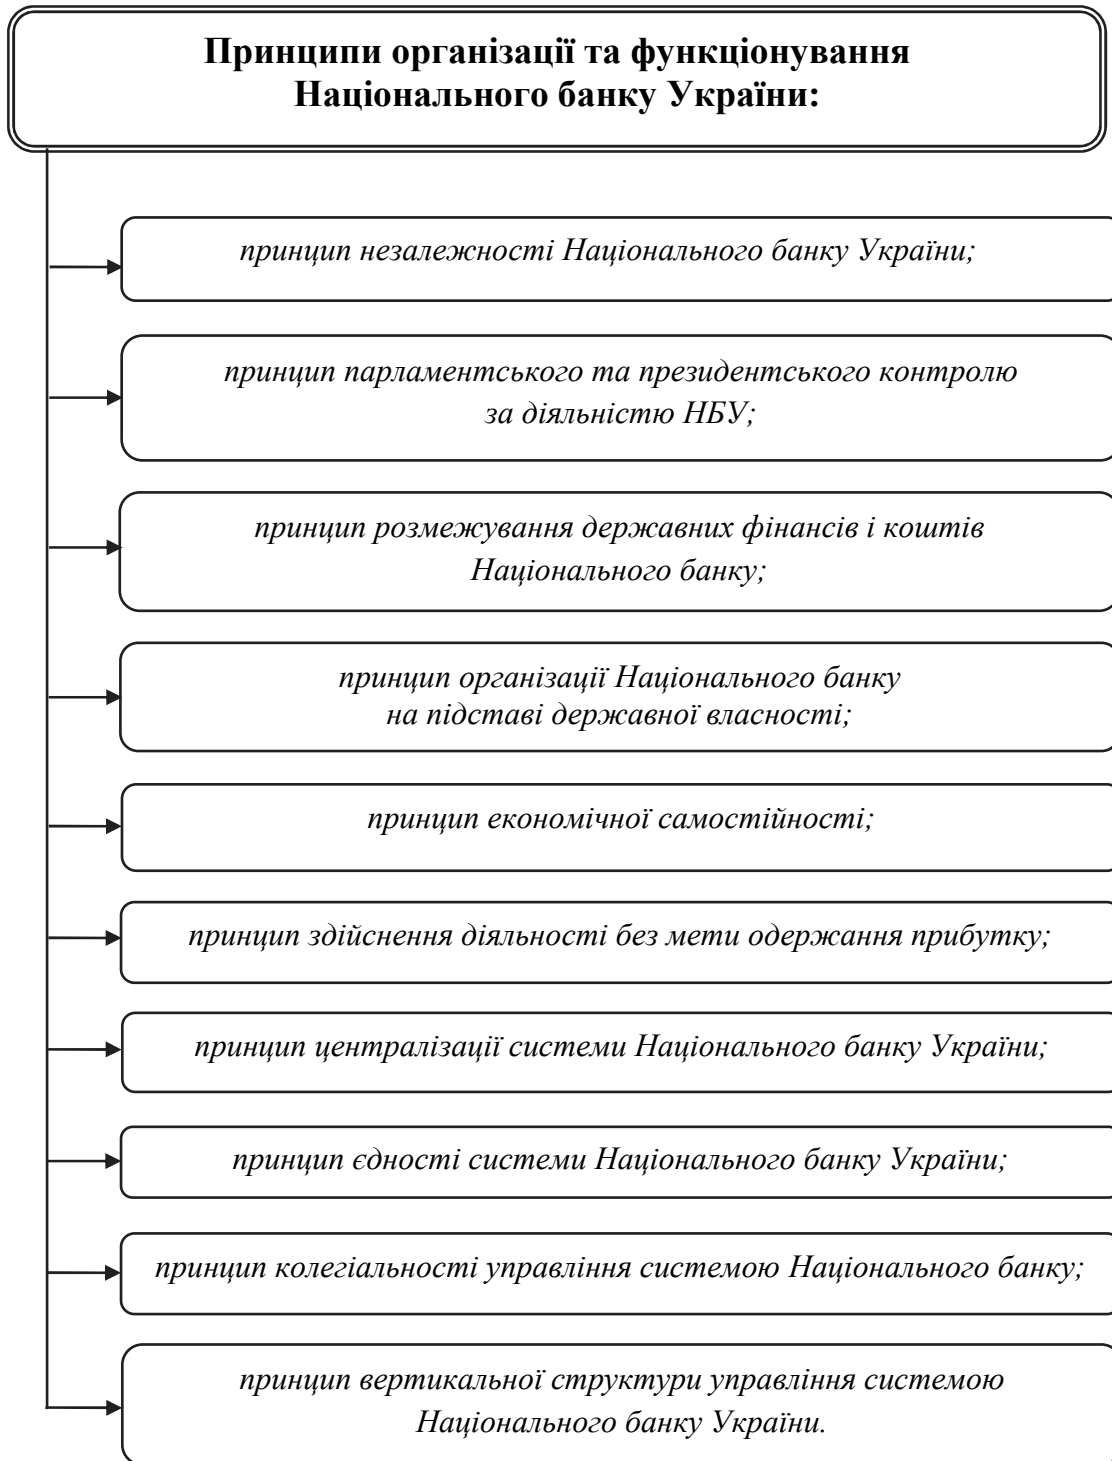 Принципи організації та функціонування
Національного банку України:
принцип незалежності Національного банку України;
принцип парламентського та президентського контролю
за діяльністю НБУ;
принцип розмежування державних фінансів і коштів
Національного банку;
принцип організації Національного банку
на підставі державної власності;
принцип економічної самостійності;
принцип здійснення діяльності без мети одержання прибутку;
принцип централізації системи Національного банку України;
принцип єдності системи Національного банку України;
принцип колегіальності управління системою Національного банку;
принцип вертикальної структури управління системою
Національного банку України.